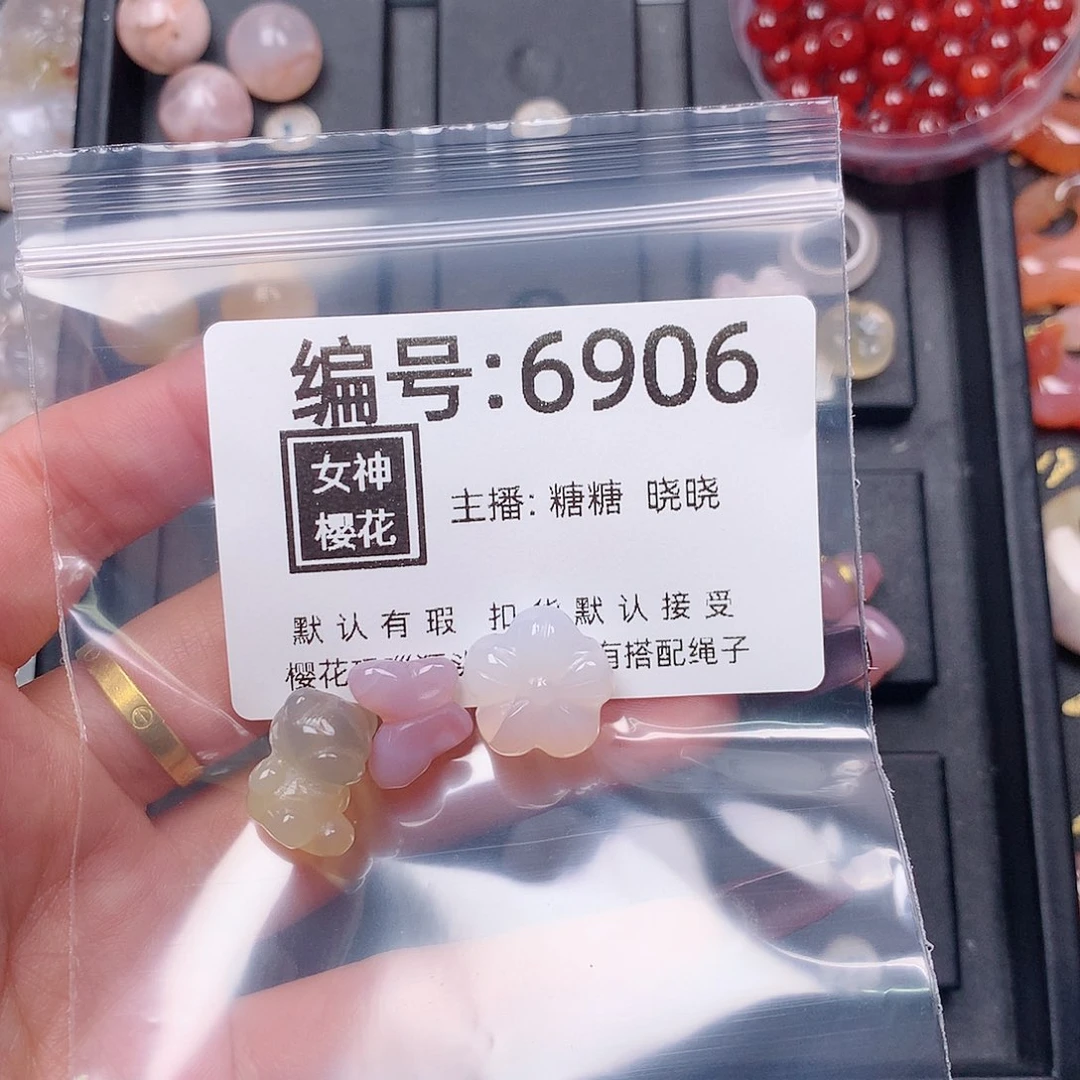 编号:6906
女神
樱花
主播: 糖糖 晓晓
默认有瑕 扣 默认接受
樱花 有搭配绳子